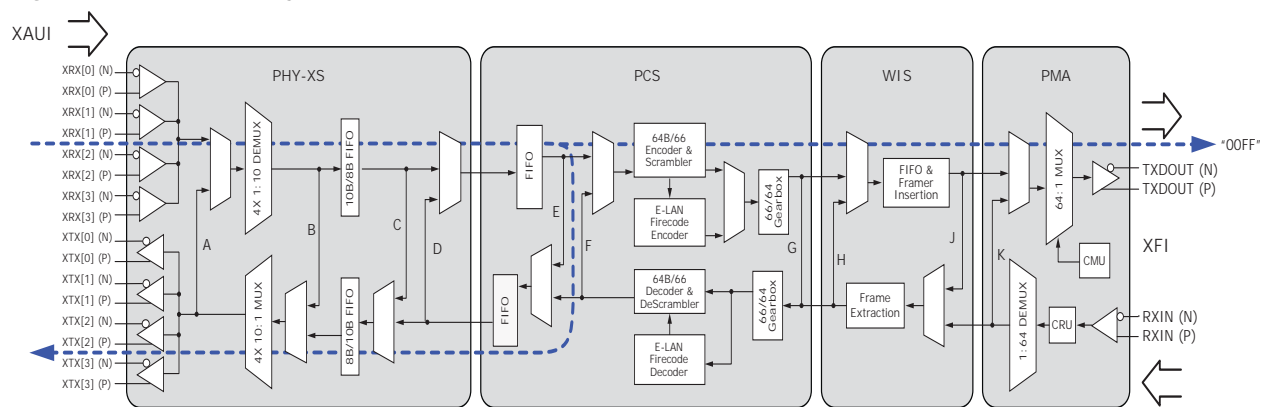 XAUI
PHY-XS
PCS
WIS
PMA
XRX[0] (N)
XRX[0] (P)
XRX[1] (N)
XRX[1] (P)
XRX[2] (N)
XRX[2] (P)
XRX[3] (N)
XRX[3] (P)
XTX[0] (N)
XTX[0] (P)
XTX[1] (N)
XTX[1] (P)
XTX[2] (N)
XTX[2] (P)
XTX[3] (N)
XTX[3] (P)
A
4X 1:10 DEMUX
4X 10:1 MUX
B
10B/8B FIFO
8B/10B FIFO
C
D
FIFO
FIFO
E
F
64B/66
Encoder &
Scrambler
E-LAN
Firecode
Encoder
66/64
Gearbox
64B/66
Decoder &
DeScrambler
E-LAN
Firecode
Decoder
66/64
Gearbox
G
H
FIFO &
Framer
Insertion
Frame
Extraction
J
K
64:1 MUX
1:64 DEMUX
CMU
CRU
"00FF"
TXDOUT (N)
TXDOUT (P)
XFI
RXIN (N)
RXIN (P)